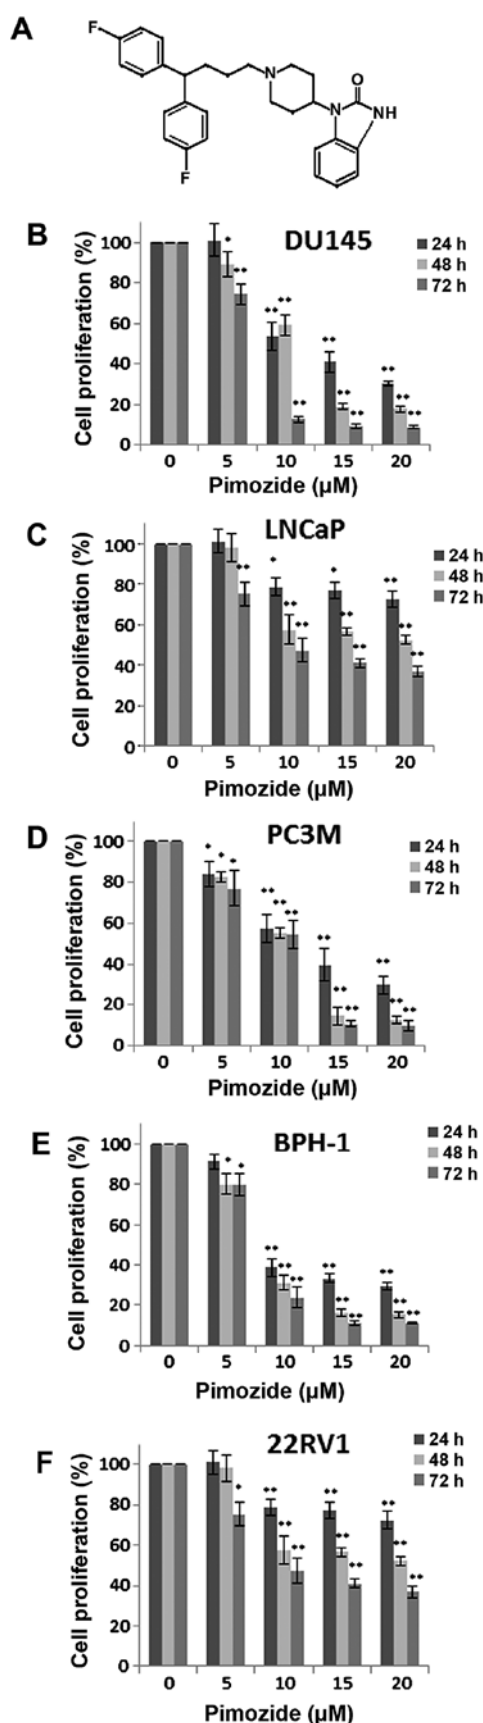 A
F
N
O
N
NH
F
B
DU145
24 h
48 h
72 h
Cell proliferation (%)
100
80
60
40
20
0
* ** ** ** ** ** ** ** ** ** ** **
0 5 10 15 20
Pimozide (µM)
C
LNCaP
24 h
48 h
72 h
Cell proliferation (%)
100
80
60
40
20
0
** * ** ** * ** ** ** ** **
0 5 10 15 20
Pimozide (µM)
D
PC3M
24 h
48 h
72 h
Cell proliferation (%)
100
80
60
40
20
0
* * * ** ** ** ** ** ** ** ** **
0 5 10 15 20
Pimozide (µM)
E
BPH-1
24 h
48 h
72 h
Cell proliferation (%)
100
80
60
40
20
0
* * ** ** ** ** ** ** ** ** **
0 5 10 15 20
Pimozide (µM)
F
22RV1
24 h
48 h
72 h
Cell proliferation (%)
100
80
60
40
20
0
* ** ** ** ** ** ** ** ** **
0 5 10 15 20
Pimozide (µM)